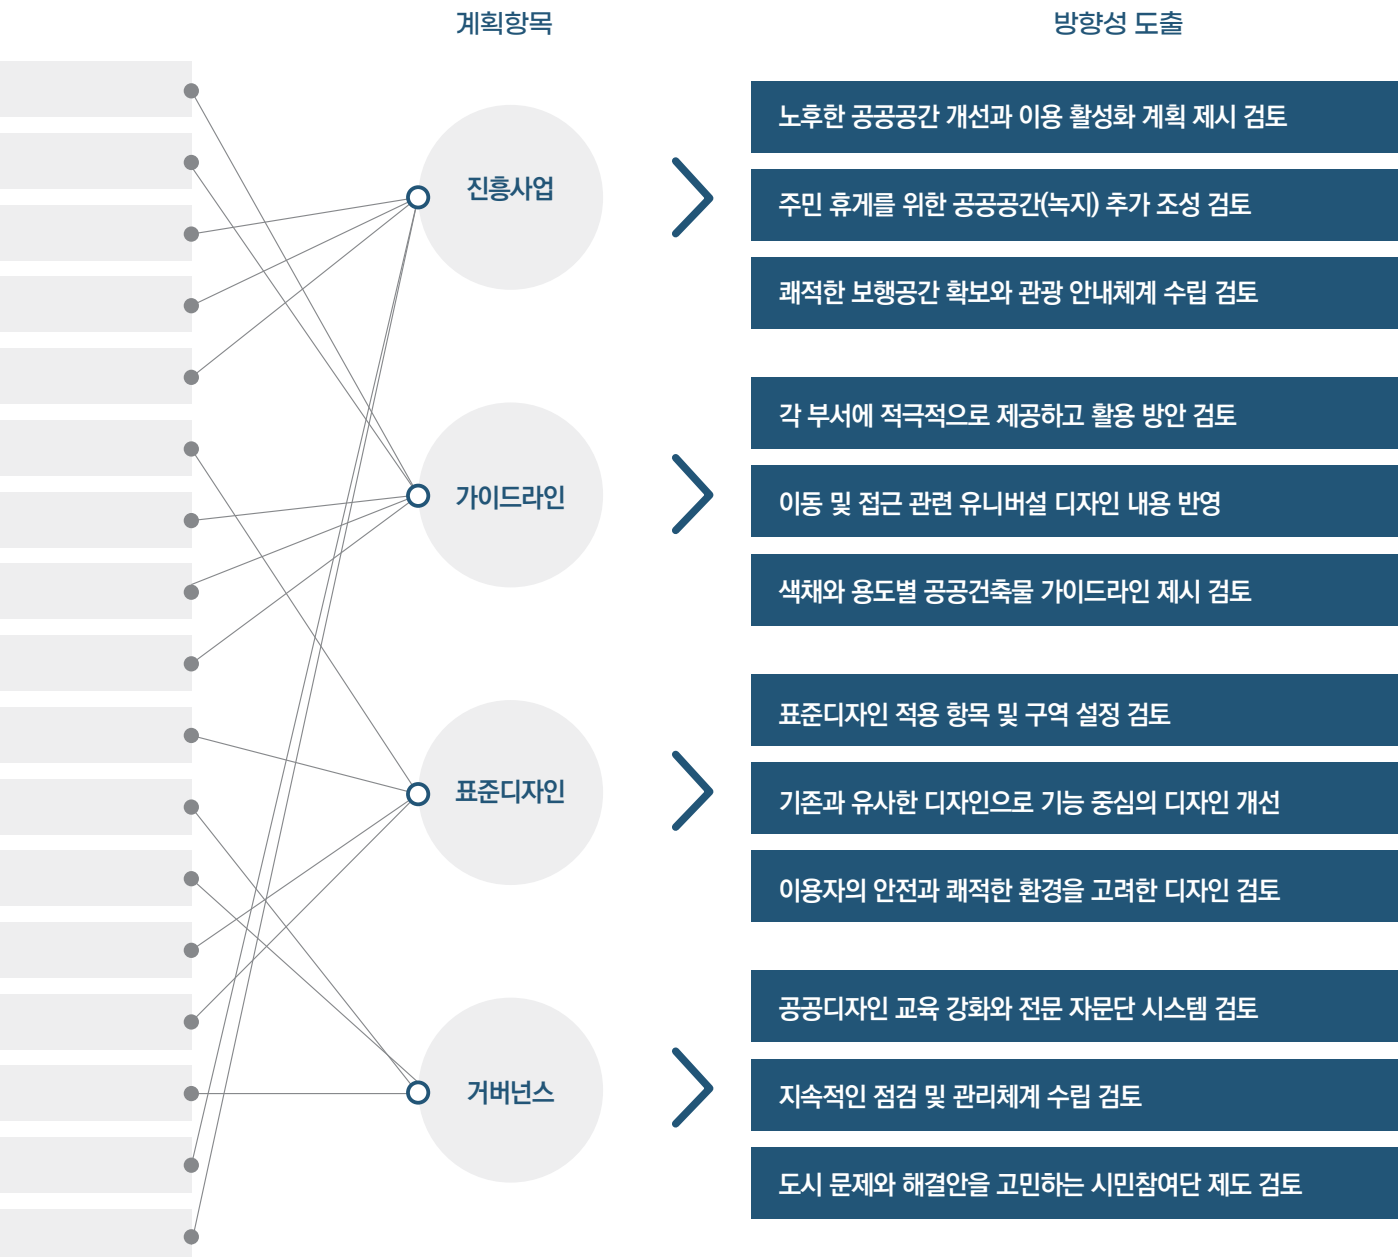 계획항목
방향성 도출
진흥사업
노후한 공공공간 개선과 이용 활성화 계획 제시 검토
주민 휴게를 위한 공공공간(녹지) 추가 조성 검토
쾌적한 보행공간 확보와 관광 안내체계 수립 검토
가이드라인
각 부서에 적극적으로 제공하고 활용 방안 검토
이동 및 접근 관련 유니버설 디자인 내용 반영
색채와 용도별 공공건축물 가이드라인 제시 검토
표준디자인
표준디자인 적용 항목 및 구역 설정 검토
기존과 유사한 디자인으로 기능 중심의 디자인 개선
이용자의 안전과 쾌적한 환경을 고려한 디자인 검토
거버넌스
공공디자인 교육 강화와 전문 자문단 시스템 검토
지속적인 점검 및 관리체계 수립 검토
도시 문제와 해결안을 고민하는 시민참여단 제도 검토